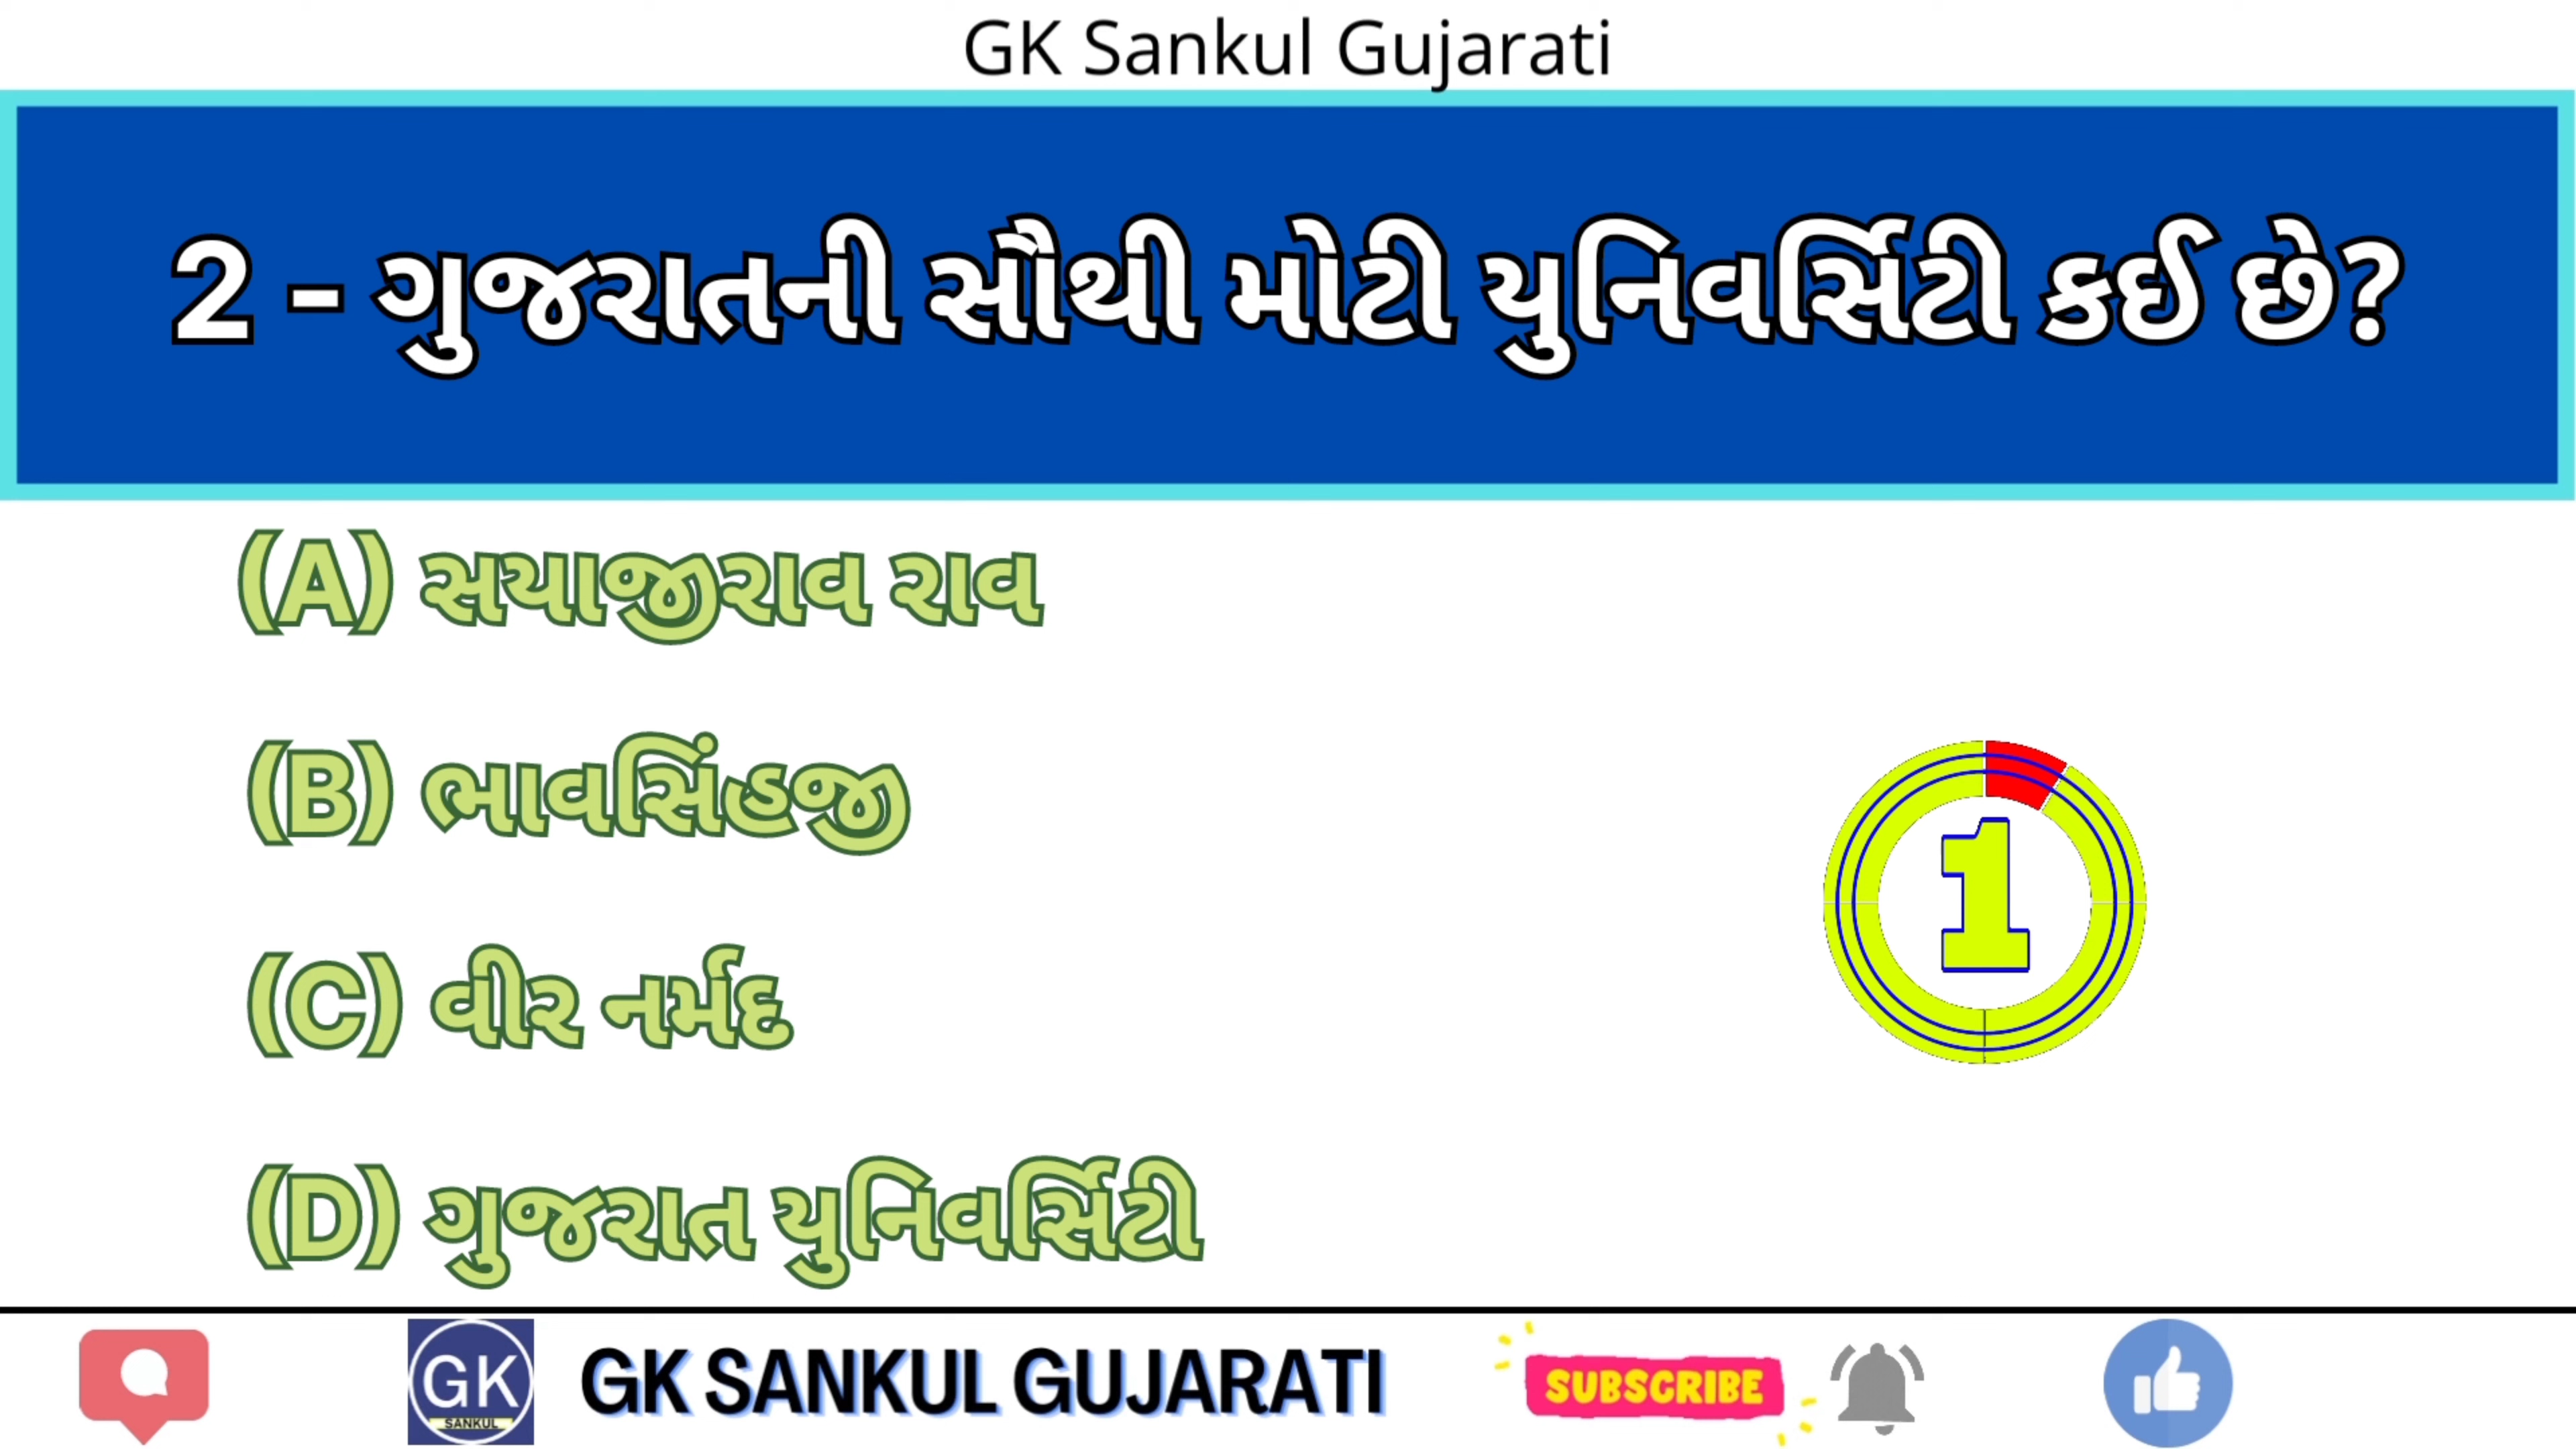 GK Sankul Gujarati
2 - ગુજરાતની સૌથી મોટી યુનિવર્સિટી કઈ છે?
(A) સયાજીરાવ રાવ
(B) ભાવસિંહજી
(C) વીર નર્મદ
(D) ગુજરાત યુનિવર્સિટી
1
GK
SANKUL
GK SANKUL GUJARATI
SUBSCRIBE